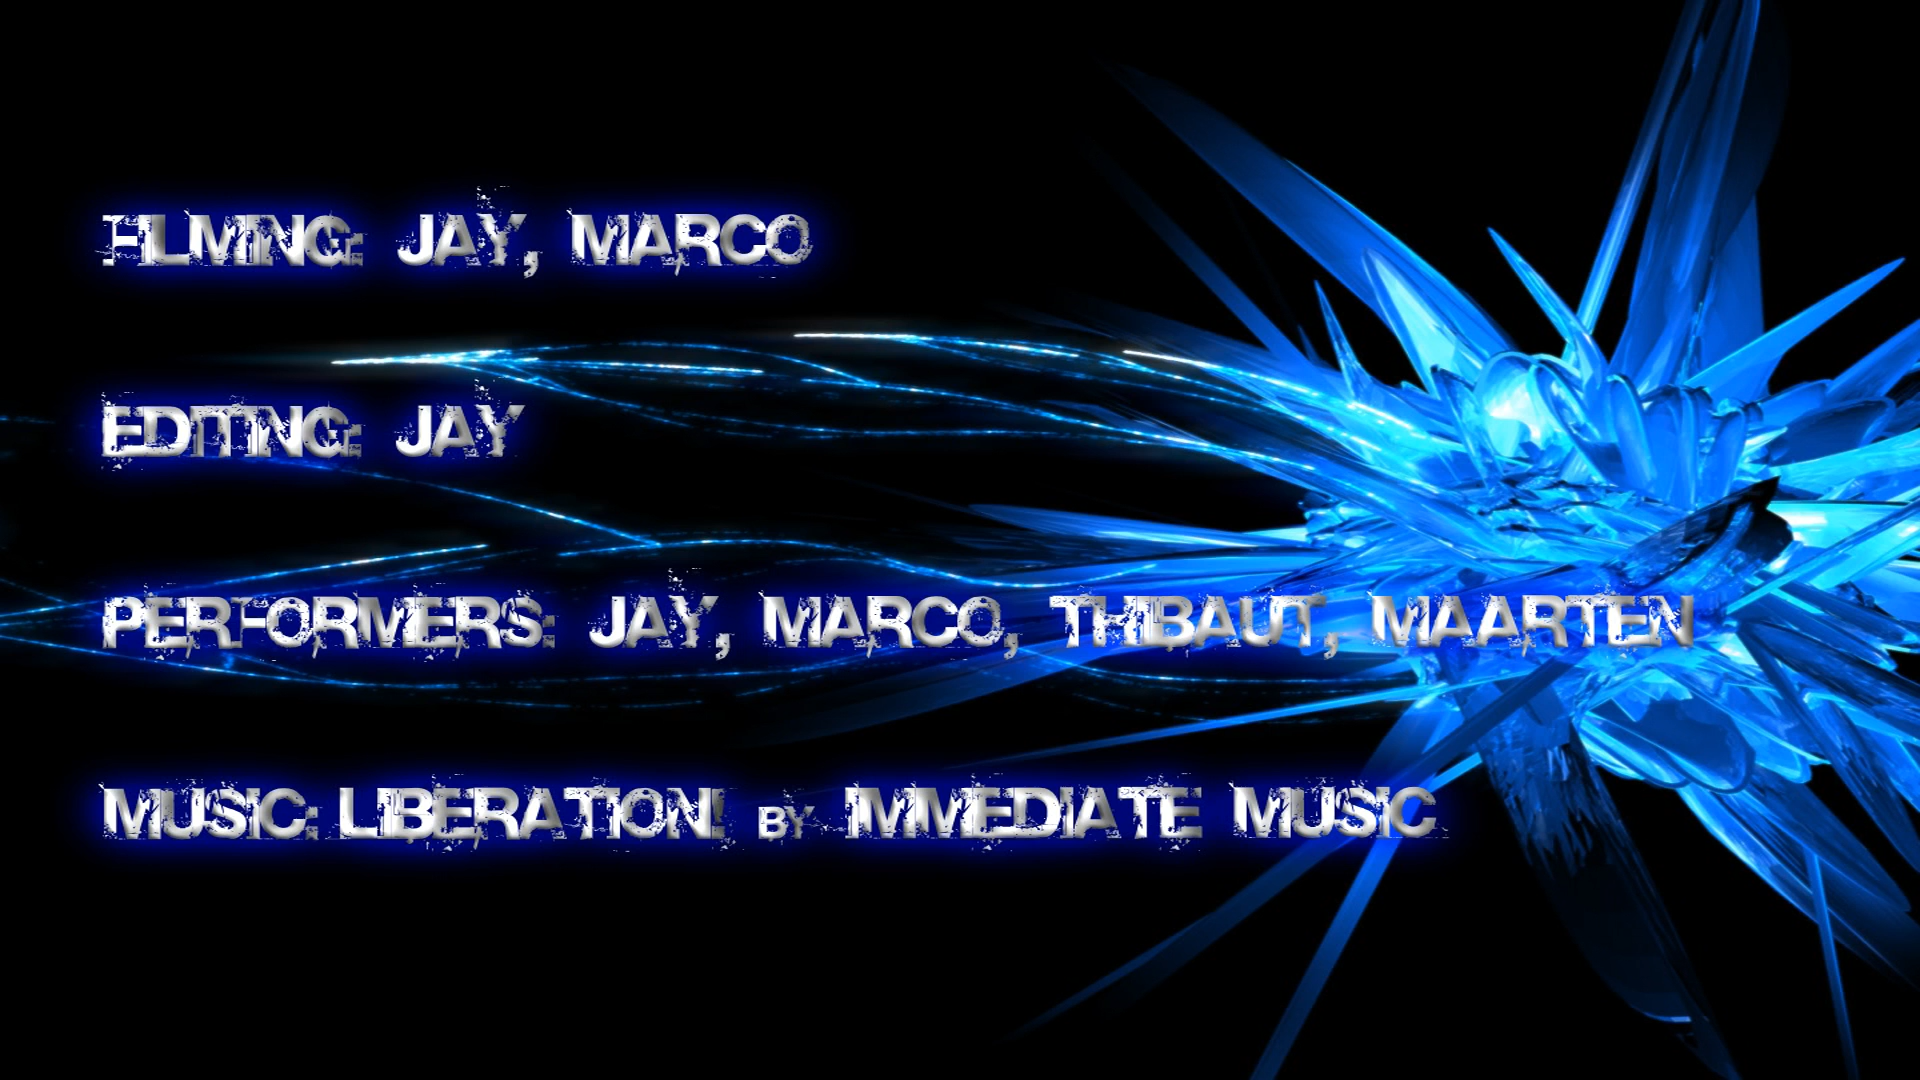 FILMING: JAY, MARCO
EDITING: JAY
PERFORMERS: JAY, MARCO, THIBAUT, MAARTEN
MUSIC: LIBERATION! BY IMMEDIATE MUSIC